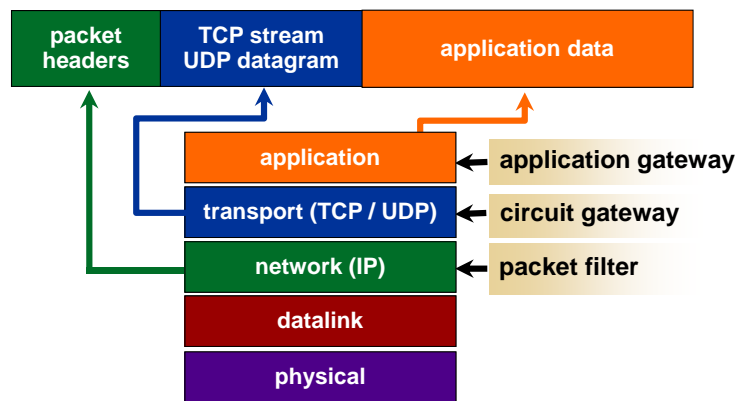 packet
headers
TCP stream
UDP datagram
application data
application
application gateway
transport (TCP / UDP)
circuit gateway
network (IP)
packet filter
datalink
physical